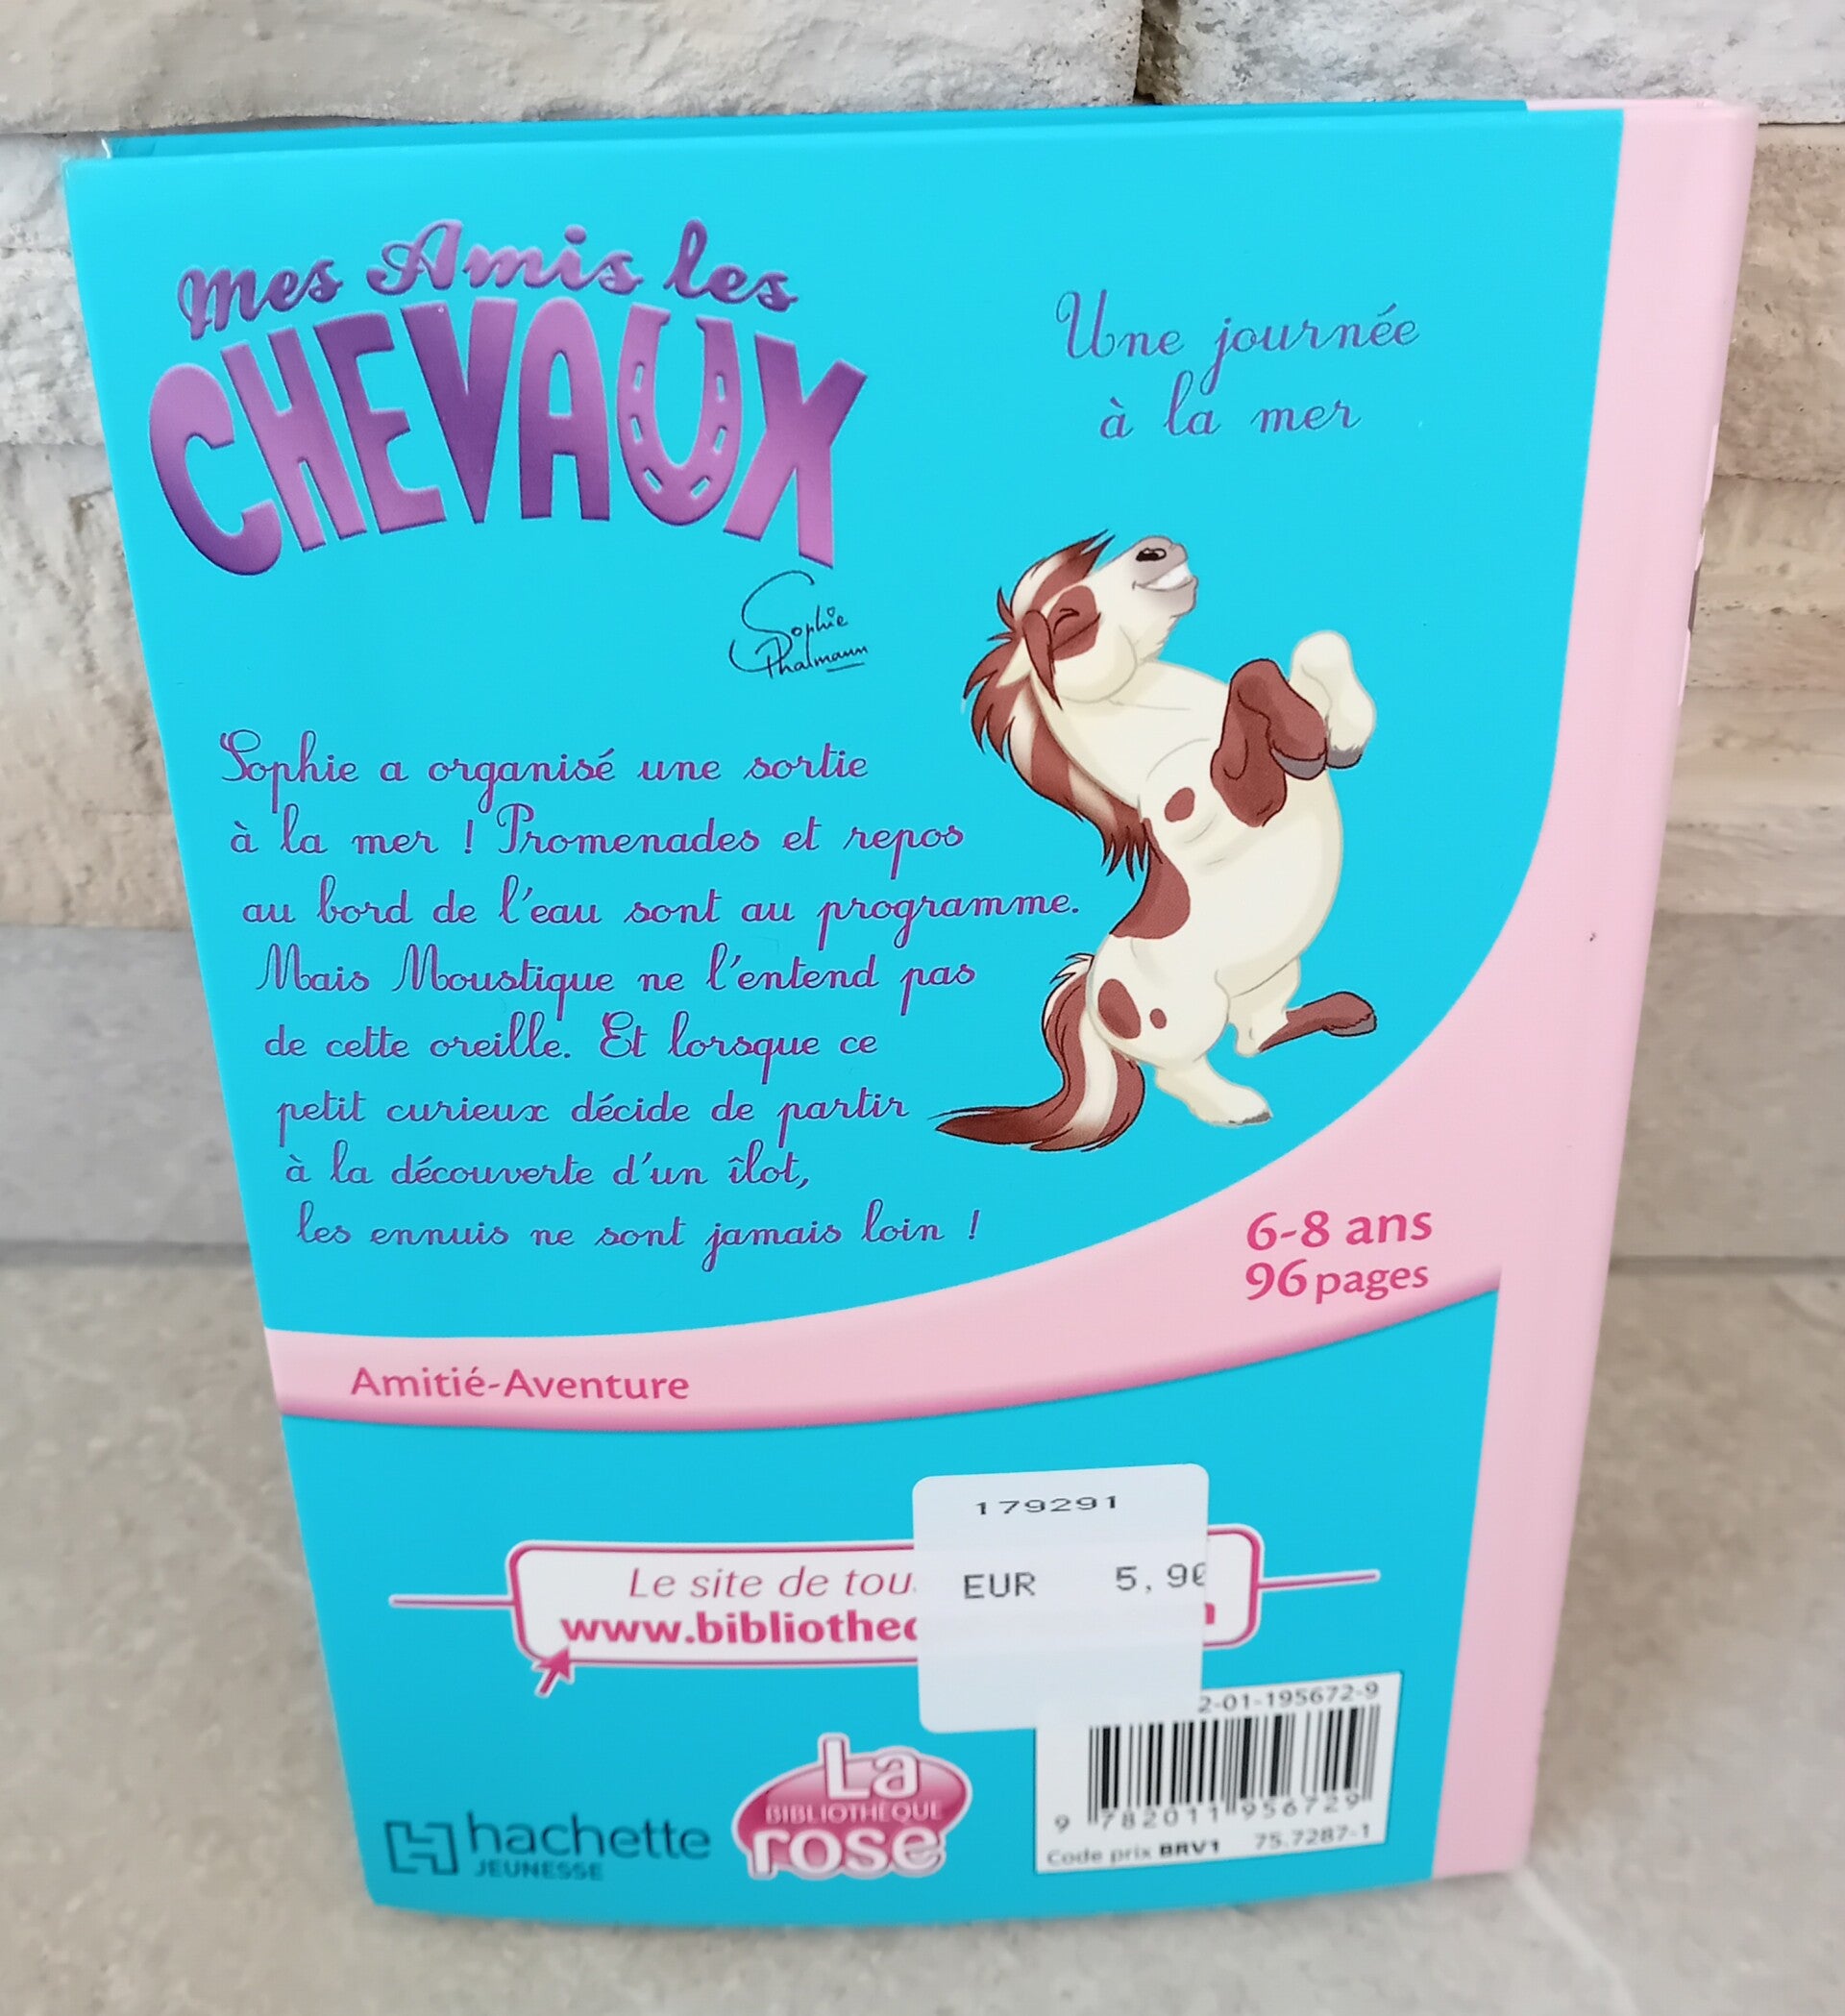 Mes Amis les
CHEVAUX
Sophie
Thalmann
Une journée
à la mer
Sophie a organisé une sortie
à la mer ! Promenades et repos
au bord de l'eau sont au programme.
Mais Moustique ne l'entend pas
de cette oreille. Et lorsque ce
petit curieux décide de partir
à la découverte d'un îlot,
les ennuis ne sont jamais loin !
6-8 ans
96 pages
Amitié-Aventure
179291
EUR 5,90
Le site de
www.
2-01-195672-9
9 782011 956729
Code prix BRV1 75.7287-1
hachette
JEUNESSE
La
BIBLIOTHÈQUE
rose